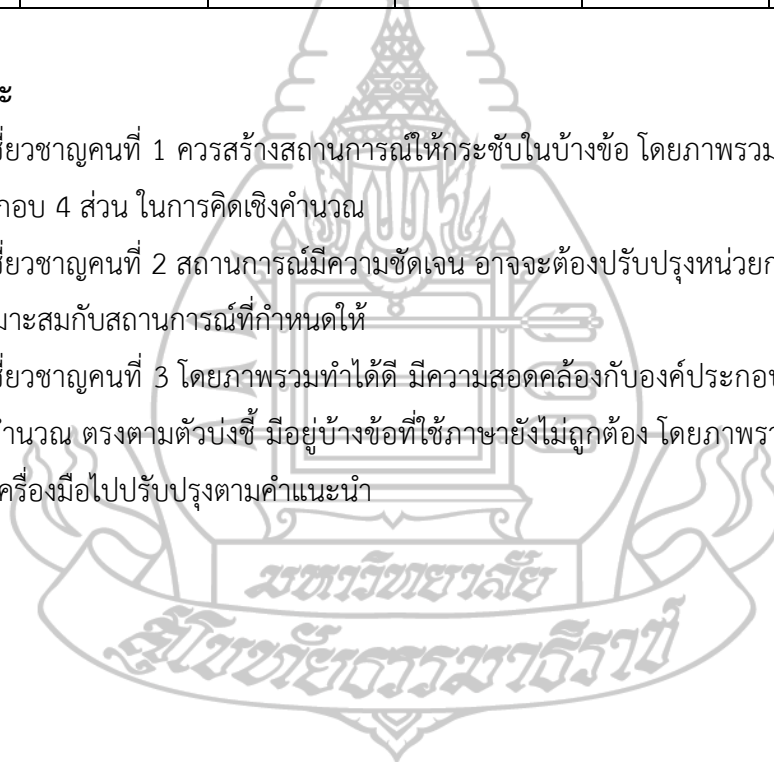 ะ
ชี่ยวชาญคนที่ 1 ควรสร้างสถานการณ์ให้กระชับในบ้างข้อ โดยภาพรวม
กอบ 4 ส่วน ในการคิดเชิงคำนวณ
ชี่ยวชาญคนที่ 2 สถานการณ์มีความชัดเจน อาจจะต้องปรับปรุงหน่วยก
มาะสมกับสถานการณ์ที่กำหนดให้
ชี่ยวชาญคนที่ 3 โดยภาพรวมทำได้ดี มีความสอดคล้องกับองค์ประกอบ
คำนวณ ตรงตามตัวบ่งชี้ มีอยู่บ้างข้อที่ใช้ภาษายังไม่ถูกต้อง โดยภาพรา
ครื่องมือไปปรับปรุงตามคำแนะนำ
มหาวิทยาลัย
สุโขทัยธรรมาธิราช